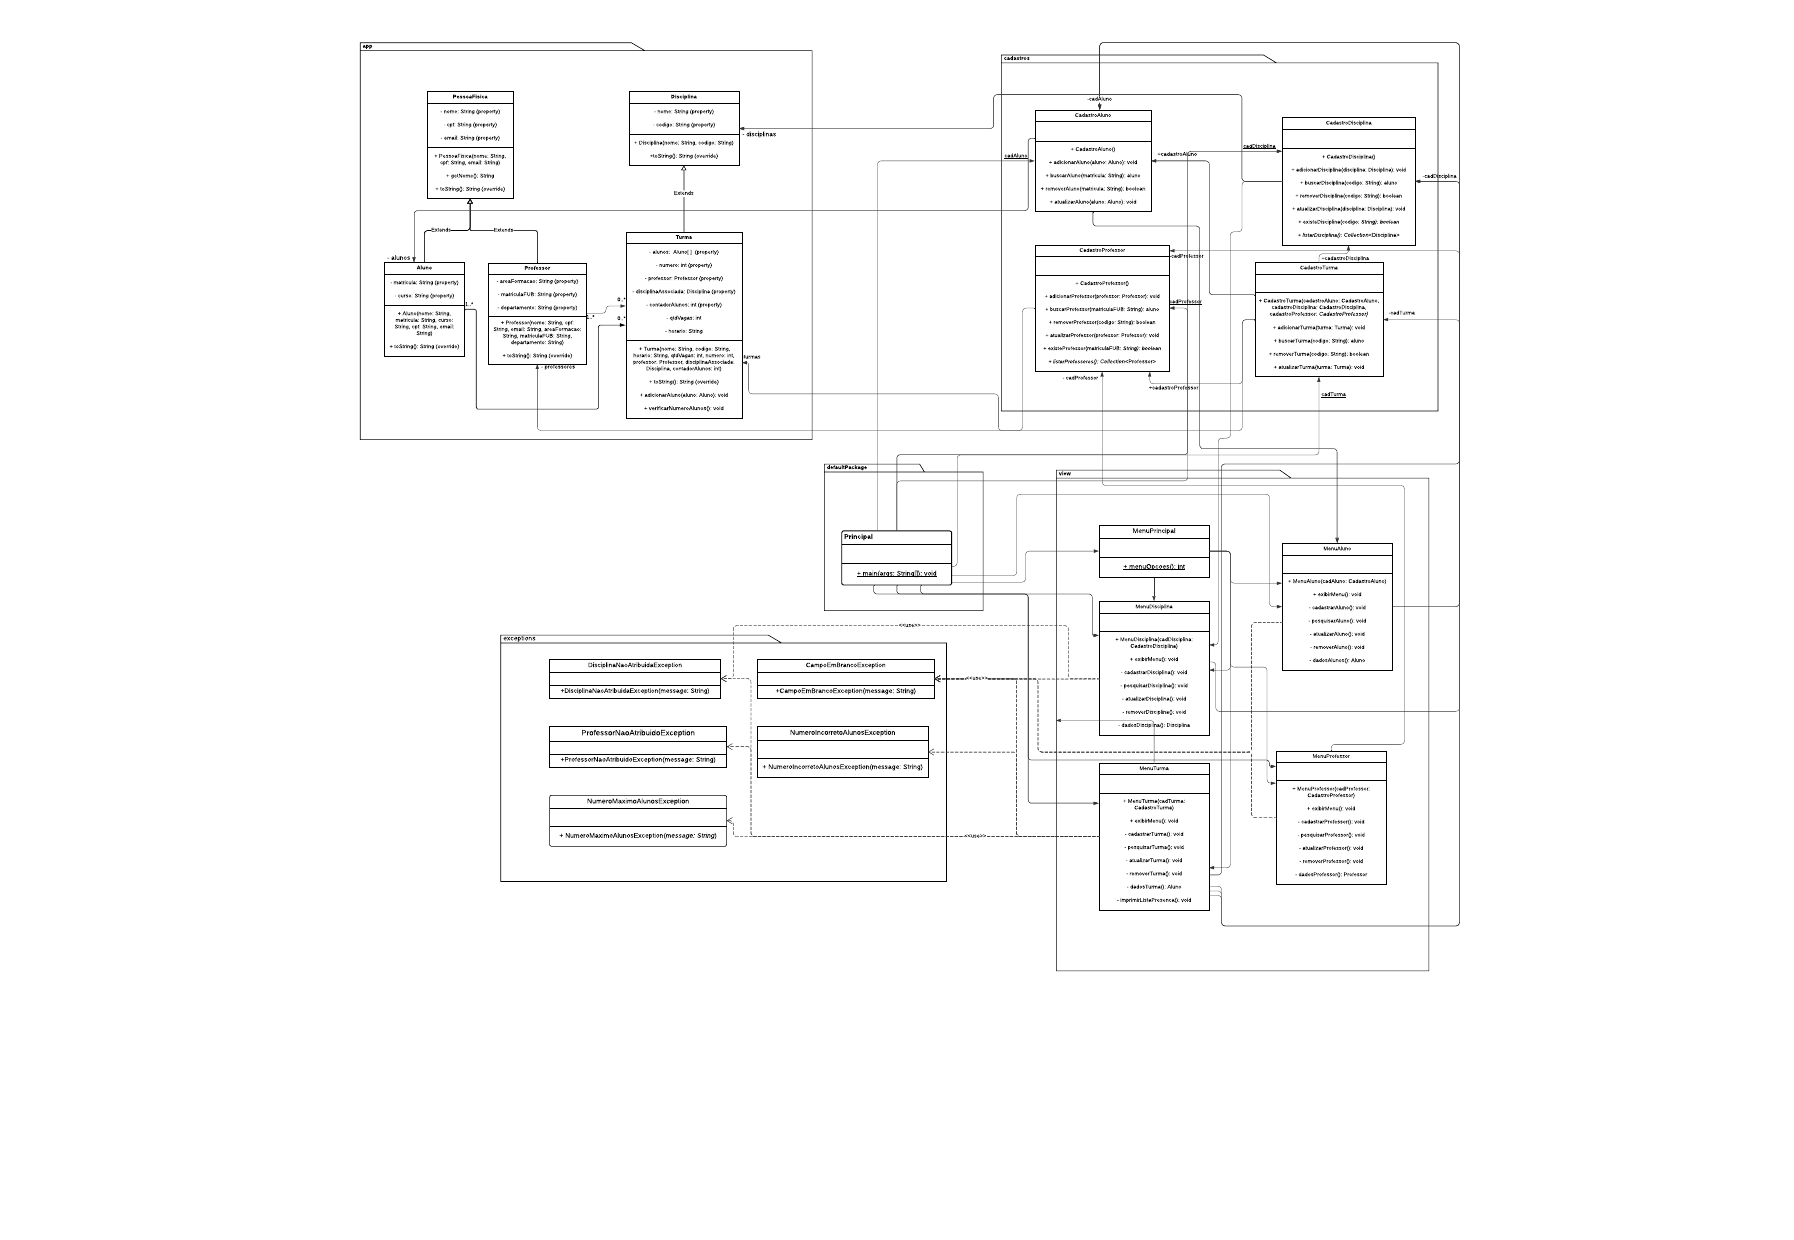 app
PessoaFisica
- nome: String (property)
- cpf: String (property)
- email: String (property)
+ PessoaFisica(nome: String,
cpf: String, email: String)
+ getNome(): String
+ toString(): String (override)
Disciplina
- nome: String (property)
- codigo: String (property)
+ Disciplina(nome: String, codigo: String)
+toString(): String (override)
- disciplinas
Extends
Extends
Extends
- alunos
Aluno
- matricula: String (property)
- curso: String (property)
+ Aluno(nome: String,
matricula: String, curso:
String, cpf: String, email:
String)
+ toString(): String (override)
1..*
Professor
- areaFormacao: String (property)
- matriculaFUB: String (property)
- departamento: String (property)
+ Professor(nome: String, cpf:
String, email: String, areaFormacao:
String, matriculaFUB: String,
departamento: String)
+ toString(): String (override)
- professores
0..*
0..*
Turma
- alunos: Aluno[ ] (property)
- numero: int (property)
- professor: Professor (property)
- disciplinaAssociada: Disciplina (property)
- contadorAlunos: int (property)
- qtdVagas: int
- horario: String
+ Turma(nome: String, codigo: String,
horario: String, qtdVagas: int, numero: int,
professor: Professor, disciplinaAssociada:
Disciplina, contadorAlunos: int)
+ toString(): String (override)
+ adicionarAluno(aluno: Aluno): void
+ verificarNumeroAlunos(): void
turmas
cadastros
-cadAluno
CadastroAluno
+ CadastroAluno()
+ adicionarAluno(aluno: Aluno): void
+ buscarAluno(matricula: String): aluno
+ removerAluno(matricula: String): boolean
+ atualizarAluno(aluno: Aluno): void
cadAluno
+cadastroAluno
cadDisciplina
CadastroDisciplina
+ CadastroDisciplina()
+ adicionarDisciplina(disciplina: Disciplina): void
+ buscarDisciplina(codigo: String): aluno
+ removerDisciplina(codigo: String): boolean
+ atualizarDisciplina(disciplina: Disciplina): void
+ existeDisciplina(codigo: String): boolean
+ listarDisciplina(): Collection<Disciplina>
-cadDisciplina
+cadastroDisciplina
CadastroProfessor
+ CadastroProfessor()
+ adicionarProfessor(professor: Professor): void
+ buscarProfessor(matriculaFUB: String): aluno
+ removerProfessor(codigo: String): boolean
+ atualizarProfessor(professor: Professor): void
+ existeProfessor(matriculaFUB: String): boolean
+ listarProfessores(): Collection<Professor>
-cadProfessor
cadProfessor
- cadProfessor
+cadastroProfessor
CadastroTurma
+ CadastroTurma(cadastroAluno: CadastroAluno,
cadastroDisciplina: CadastroDisciplina,
cadastroProfessor: CadastroProfessor)
+ adicionarTurma(turma: Turma): void
+ buscarTurma(codigo: String): aluno
+ removerTurma(codigo: String): boolean
+ atualizarTurma(turma: Turma): void
-cadTurma
cadTurma
defaultPackage
Principal
+ main(args: String[]): void
view
MenuPrincipal
+ menuOpcoes(): int
MenuDisciplina
+ MenuDisciplina(cadDisciplina:
CadastroDisciplina)
+ exibirMenu(): void
- cadastrarDisciplina(): void
- pesquisarDisciplina(): void
- atualizarDisciplina(): void
- removerDisciplina(): void
- dadosDisciplina(): Disciplina
MenuAluno
+ MenuAluno(cadAluno: CadastroAluno)
+ exibirMenu(): void
- cadastrarAluno(): void
- pesquisarAluno(): void
- atualizarAluno(): void
- removerAluno(): void
- dadosAlunos(): Aluno
MenuTurma
+ MenuTurma(cadTurma:
CadastroTurma)
+ exibirMenu(): void
- cadastrarTurma(): void
- pesquisarTurma(): void
- atualizarTurma(): void
- removerTurma(): void
- dadosTurma(): Aluno
- imprimirListaPresenca(): void
MenuProfessor
+ MenuProfessor(cadProfessor:
CadastroProfessor)
+ exibirMenu(): void
- cadastrarProfessor(): void
- pesquisarProfessor(): void
- atualizarProfessor(): void
- removerProfessor(): void
- dadosProfessor(): Professor
exceptions
DisciplinaNaoAtribuidaException
+DisciplinaNaoAtribuidaException(message: String)
CampoEmBrancoException
+CampoEmBrancoException(message: String)
ProfessorNaoAtribuidoException
+ProfessorNaoAtribuidoException(message: String)
NumeroIncorretoAlunosException
+ NumeroIncorretoAlunosException(message: String)
NumeroMaximoAlunosException
+ NumeroMaximoAlunosException(message: String)